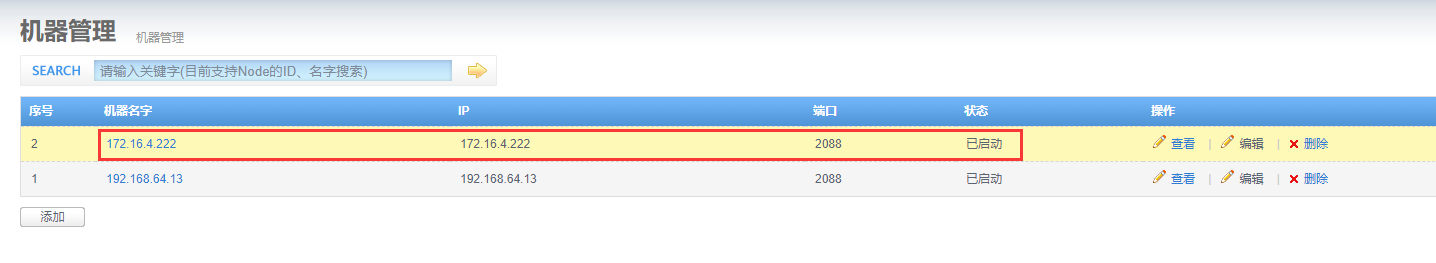 机器管理 机器管理
SEARCH 请输入关键字(目前支持Node的ID、名字搜索)
序号 机器名字 IP 端口 状态 操作
2 172.16.4.222 172.16.4.222 2088 已启动 查看 | 编辑 | 删除
1 192.168.64.13 192.168.64.13 2088 已启动 查看 | 编辑 | 删除
添加